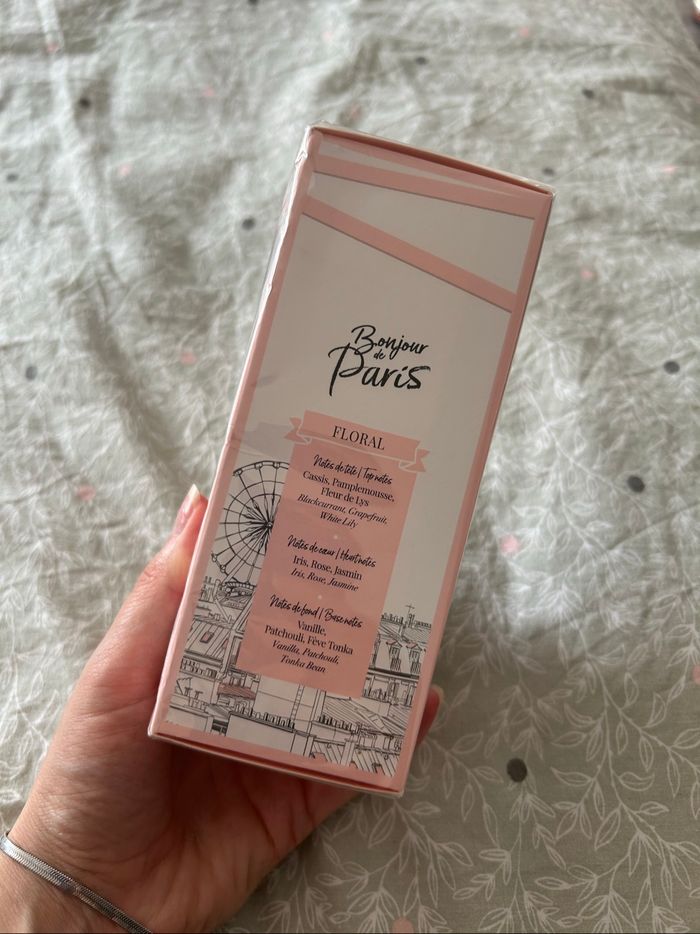 Bonjour
de
Paris
FLORAL
Notes de tête | Top notes
Cassis, Pamplemousse,
Fleur de Lys
Blackcurrant, Grapefruit,
White Lily
Notes de cœur | Heart notes
Iris, Rose, Jasmin
Iris, Rose, Jasmine
Notes de fond | Base notes
Vanille,
Patchouli, Fève Tonka
Vanilla, Patchouli,
Tonka Bean